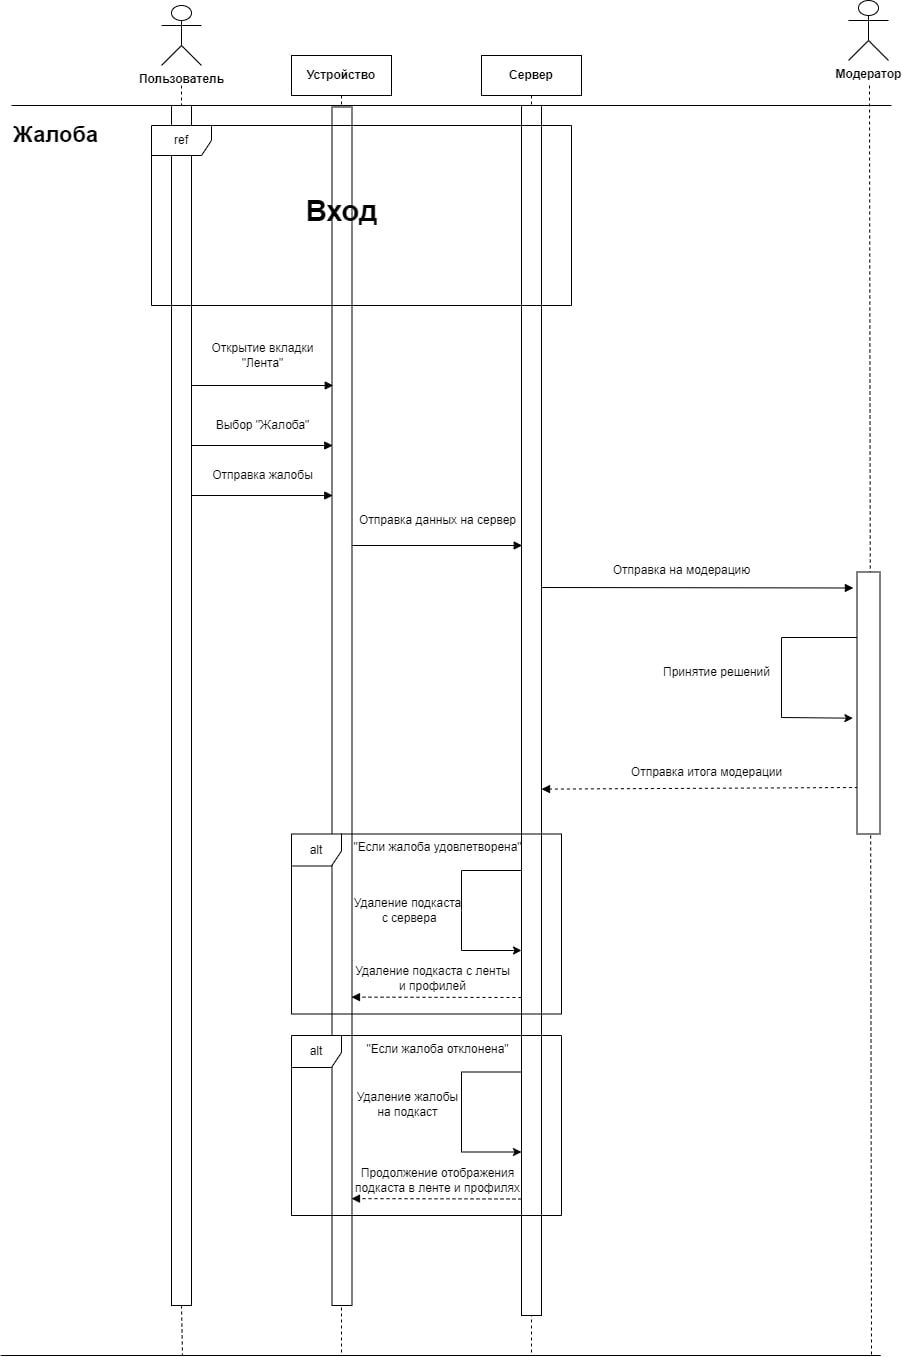 Пользователь
Устройство
Сервер
Модератор
Жалоба
ref
Вход
Открытие вкладки
"Лента"
Выбор "Жалоба"
Отправка жалобы
Отправка данных на сервер
Отправка на модерацию
Принятие решений
Отправка итога модерации
alt
"Если жалоба удовлетворена"
Удаление подкаста
с сервера
Удаление подкаста с ленты
и профилей
alt
"Если жалоба отклонена"
Удаление жалобы
на подкаст
Продолжение отображения
подкаста в ленте и профилях